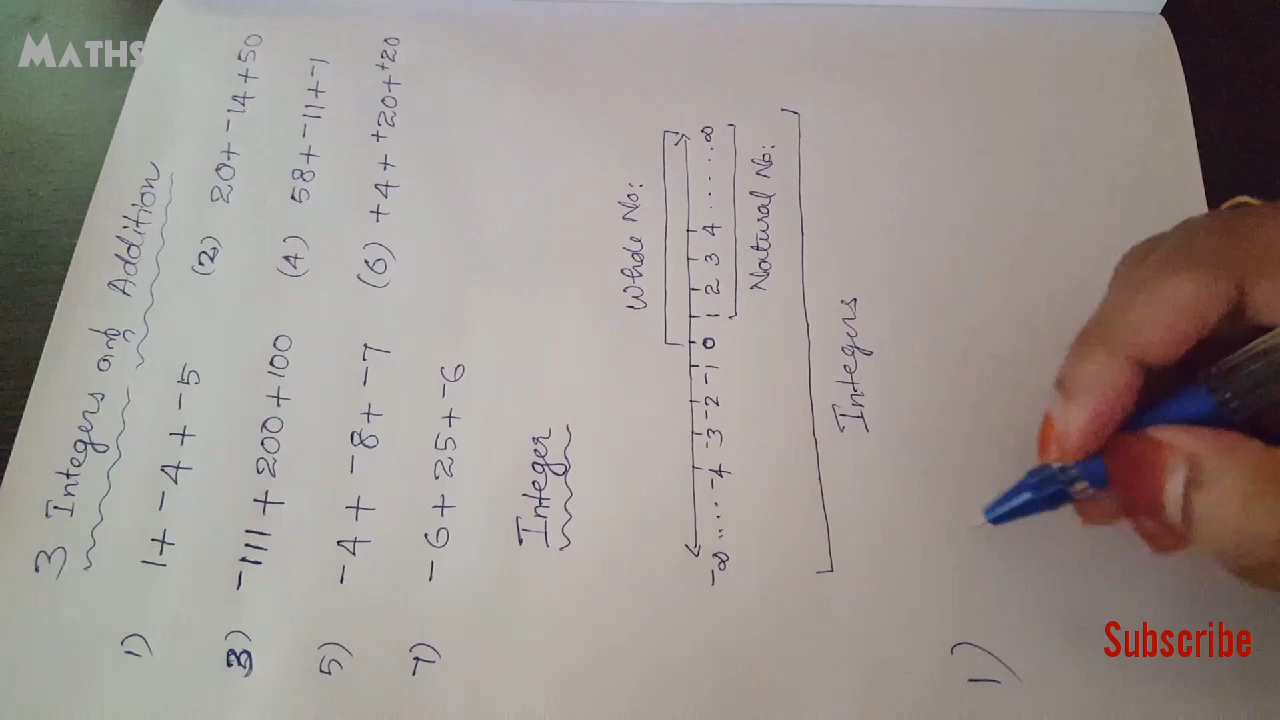 MATHS
3 Integers and Addition
1) 1+ -4 + -5 (2) 20+ -14+50
3) -111 + 200+100 (4) 58+ -11+ -1
5) -4 + -8+ -7 (6) +4+ +20+ +20
7) -6+25+ -6
Integer
Whole No:
-∞ .... -4 -3 -2 -1 0 1 2 3 4 ...... ∞
Natural No:
Integers
1)
Subscribe